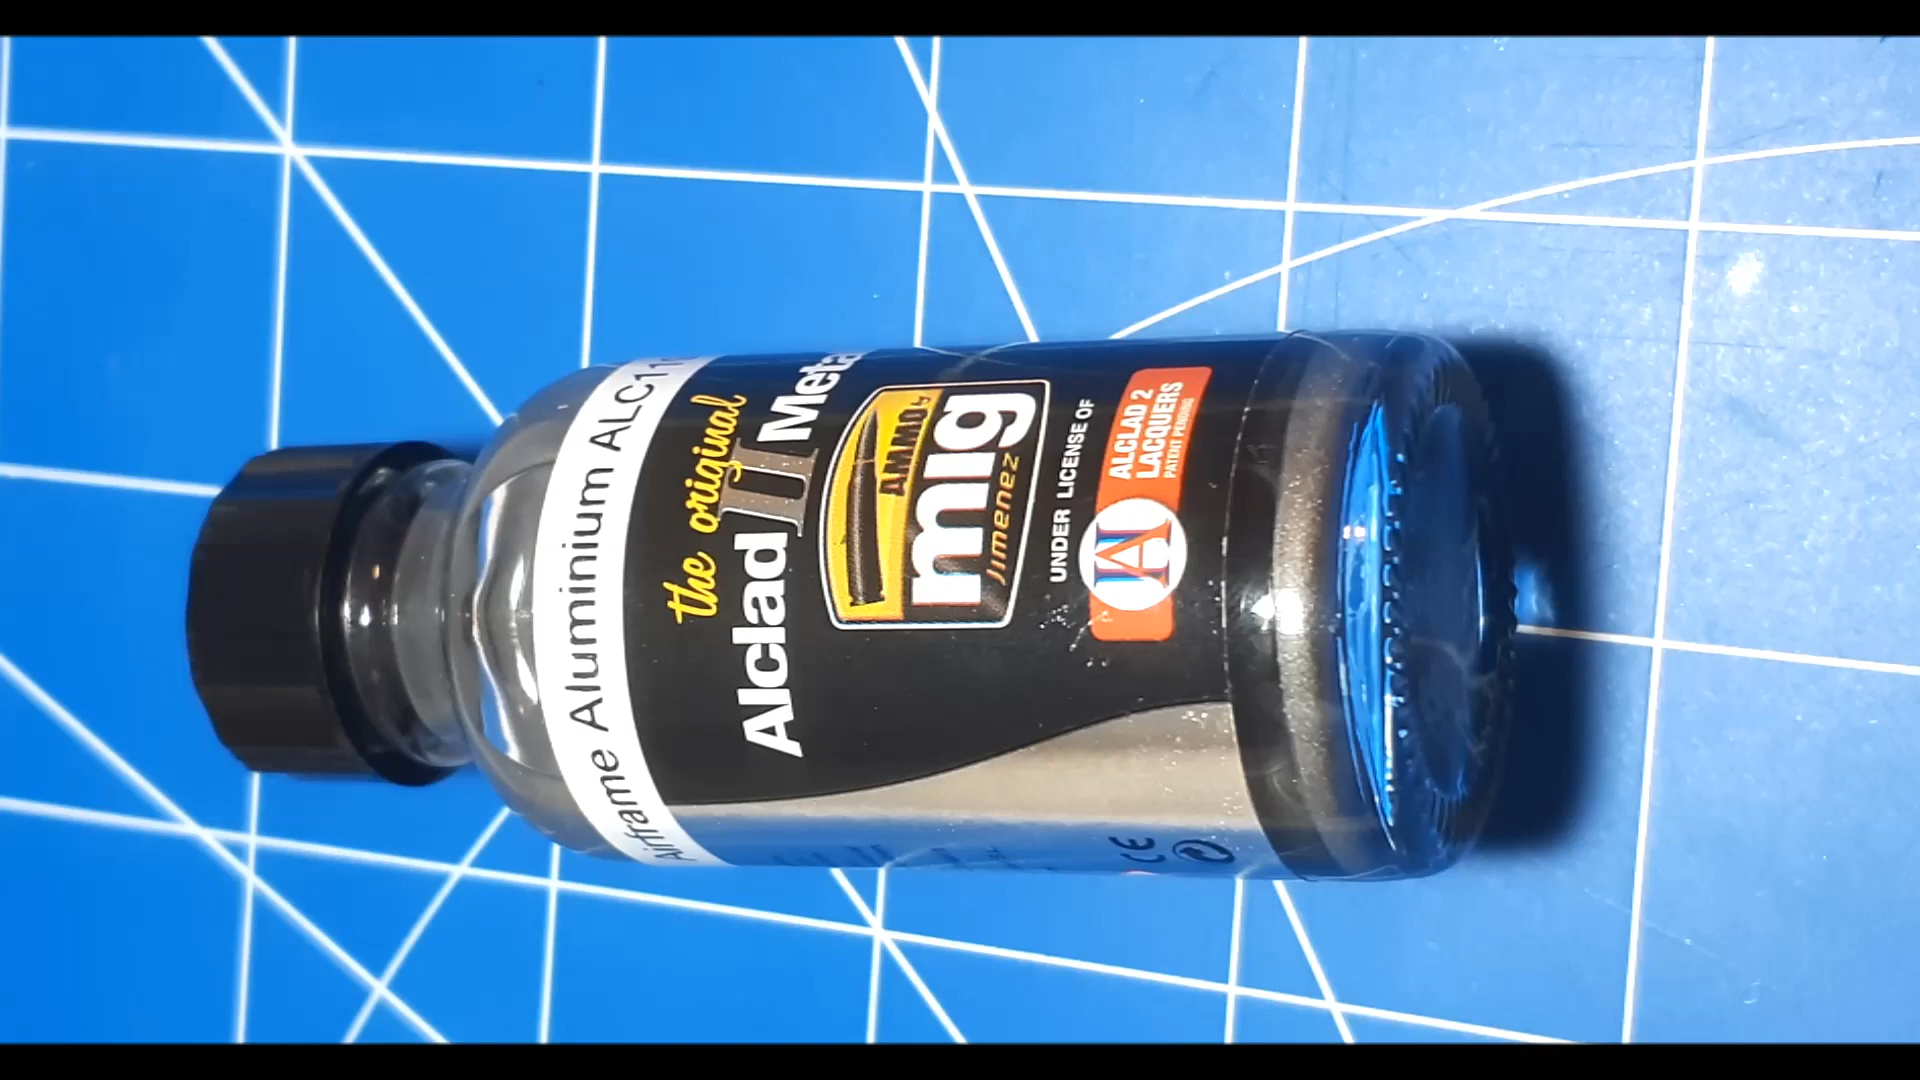 Airframe Aluminium ALC11
the original
Alclad II Meta
AMMO
mig
Jimenez
UNDER LICENSE OF
ALCLAD 2
LACQUERS
PATENT PENDING
CE